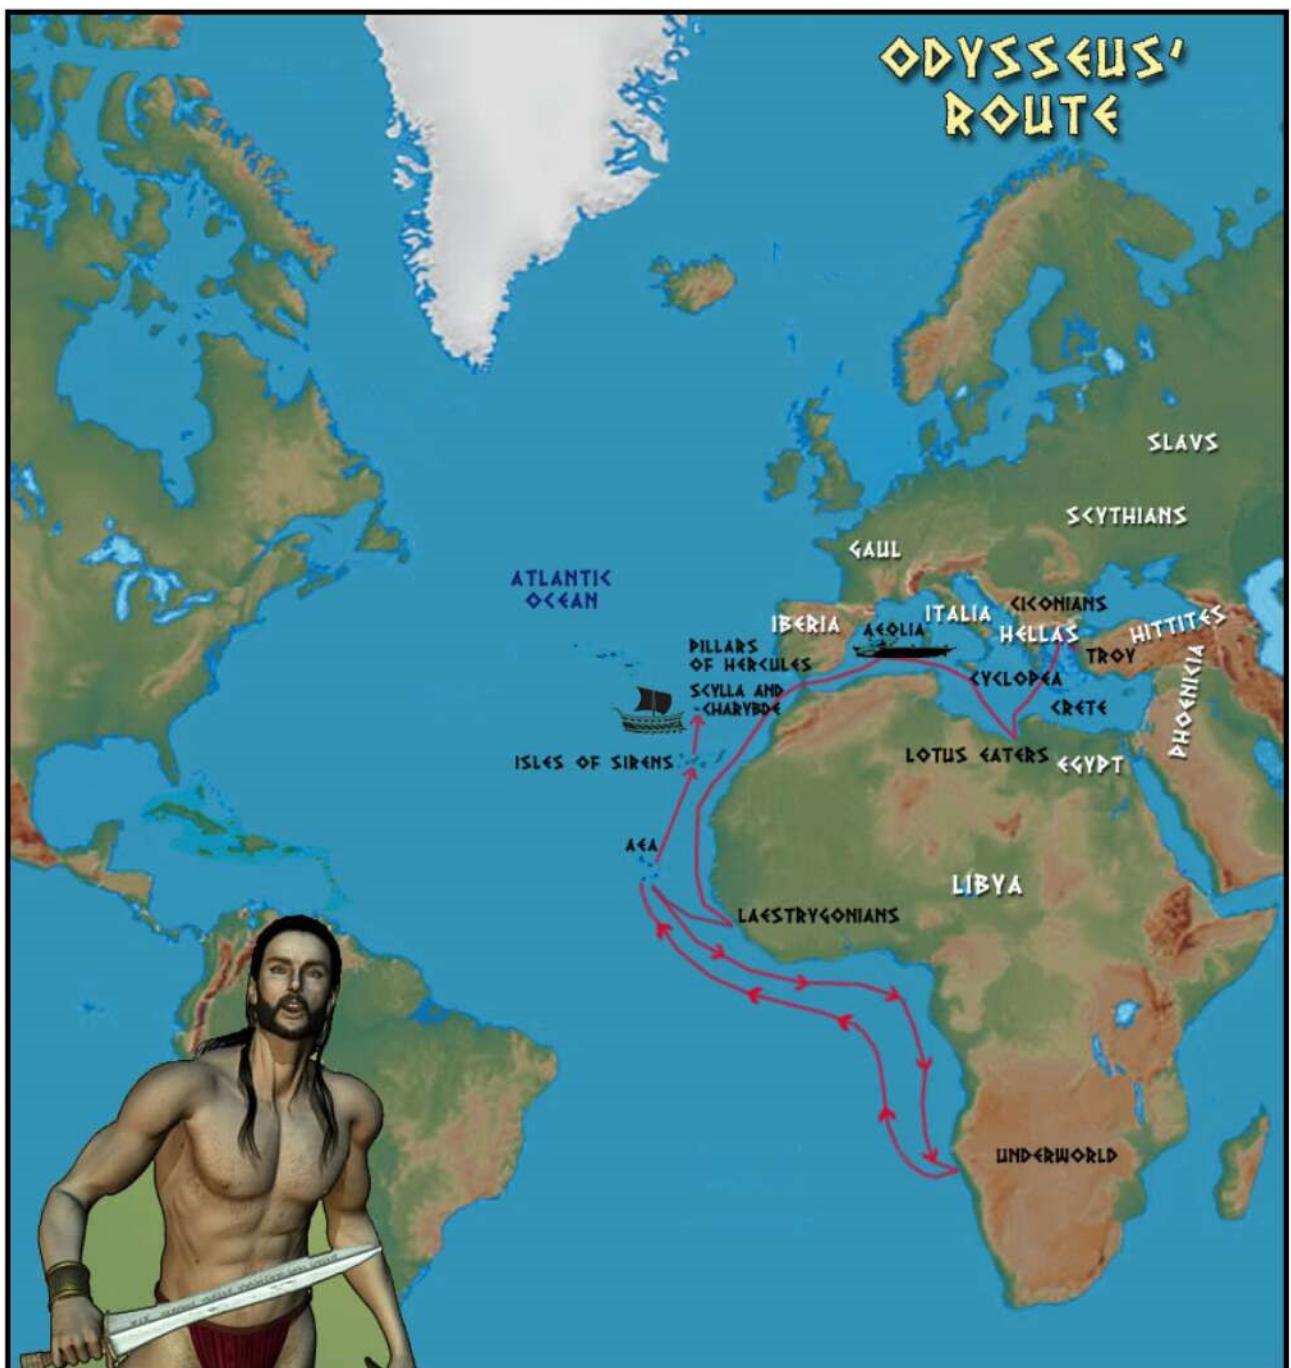 ODYSSEUS'
ROUTE
SLAVS
SCYTHIANS
GAUL
ATLANTIC
OCEAN
CICONIANS
ITALIA
IBERIA
AEOLIA
HELLAS
HITTITES
TROY
PILLARS
OF HERCULES
CYCLOPEA
SCYLLA AND
CHARYBDE
CRETE
PHOENICIA
LOTUS EATERS
EGYPT
ISLES OF SIRENS
AEA
LIBYA
LAESTRYGONIANS
UNDERWORLD